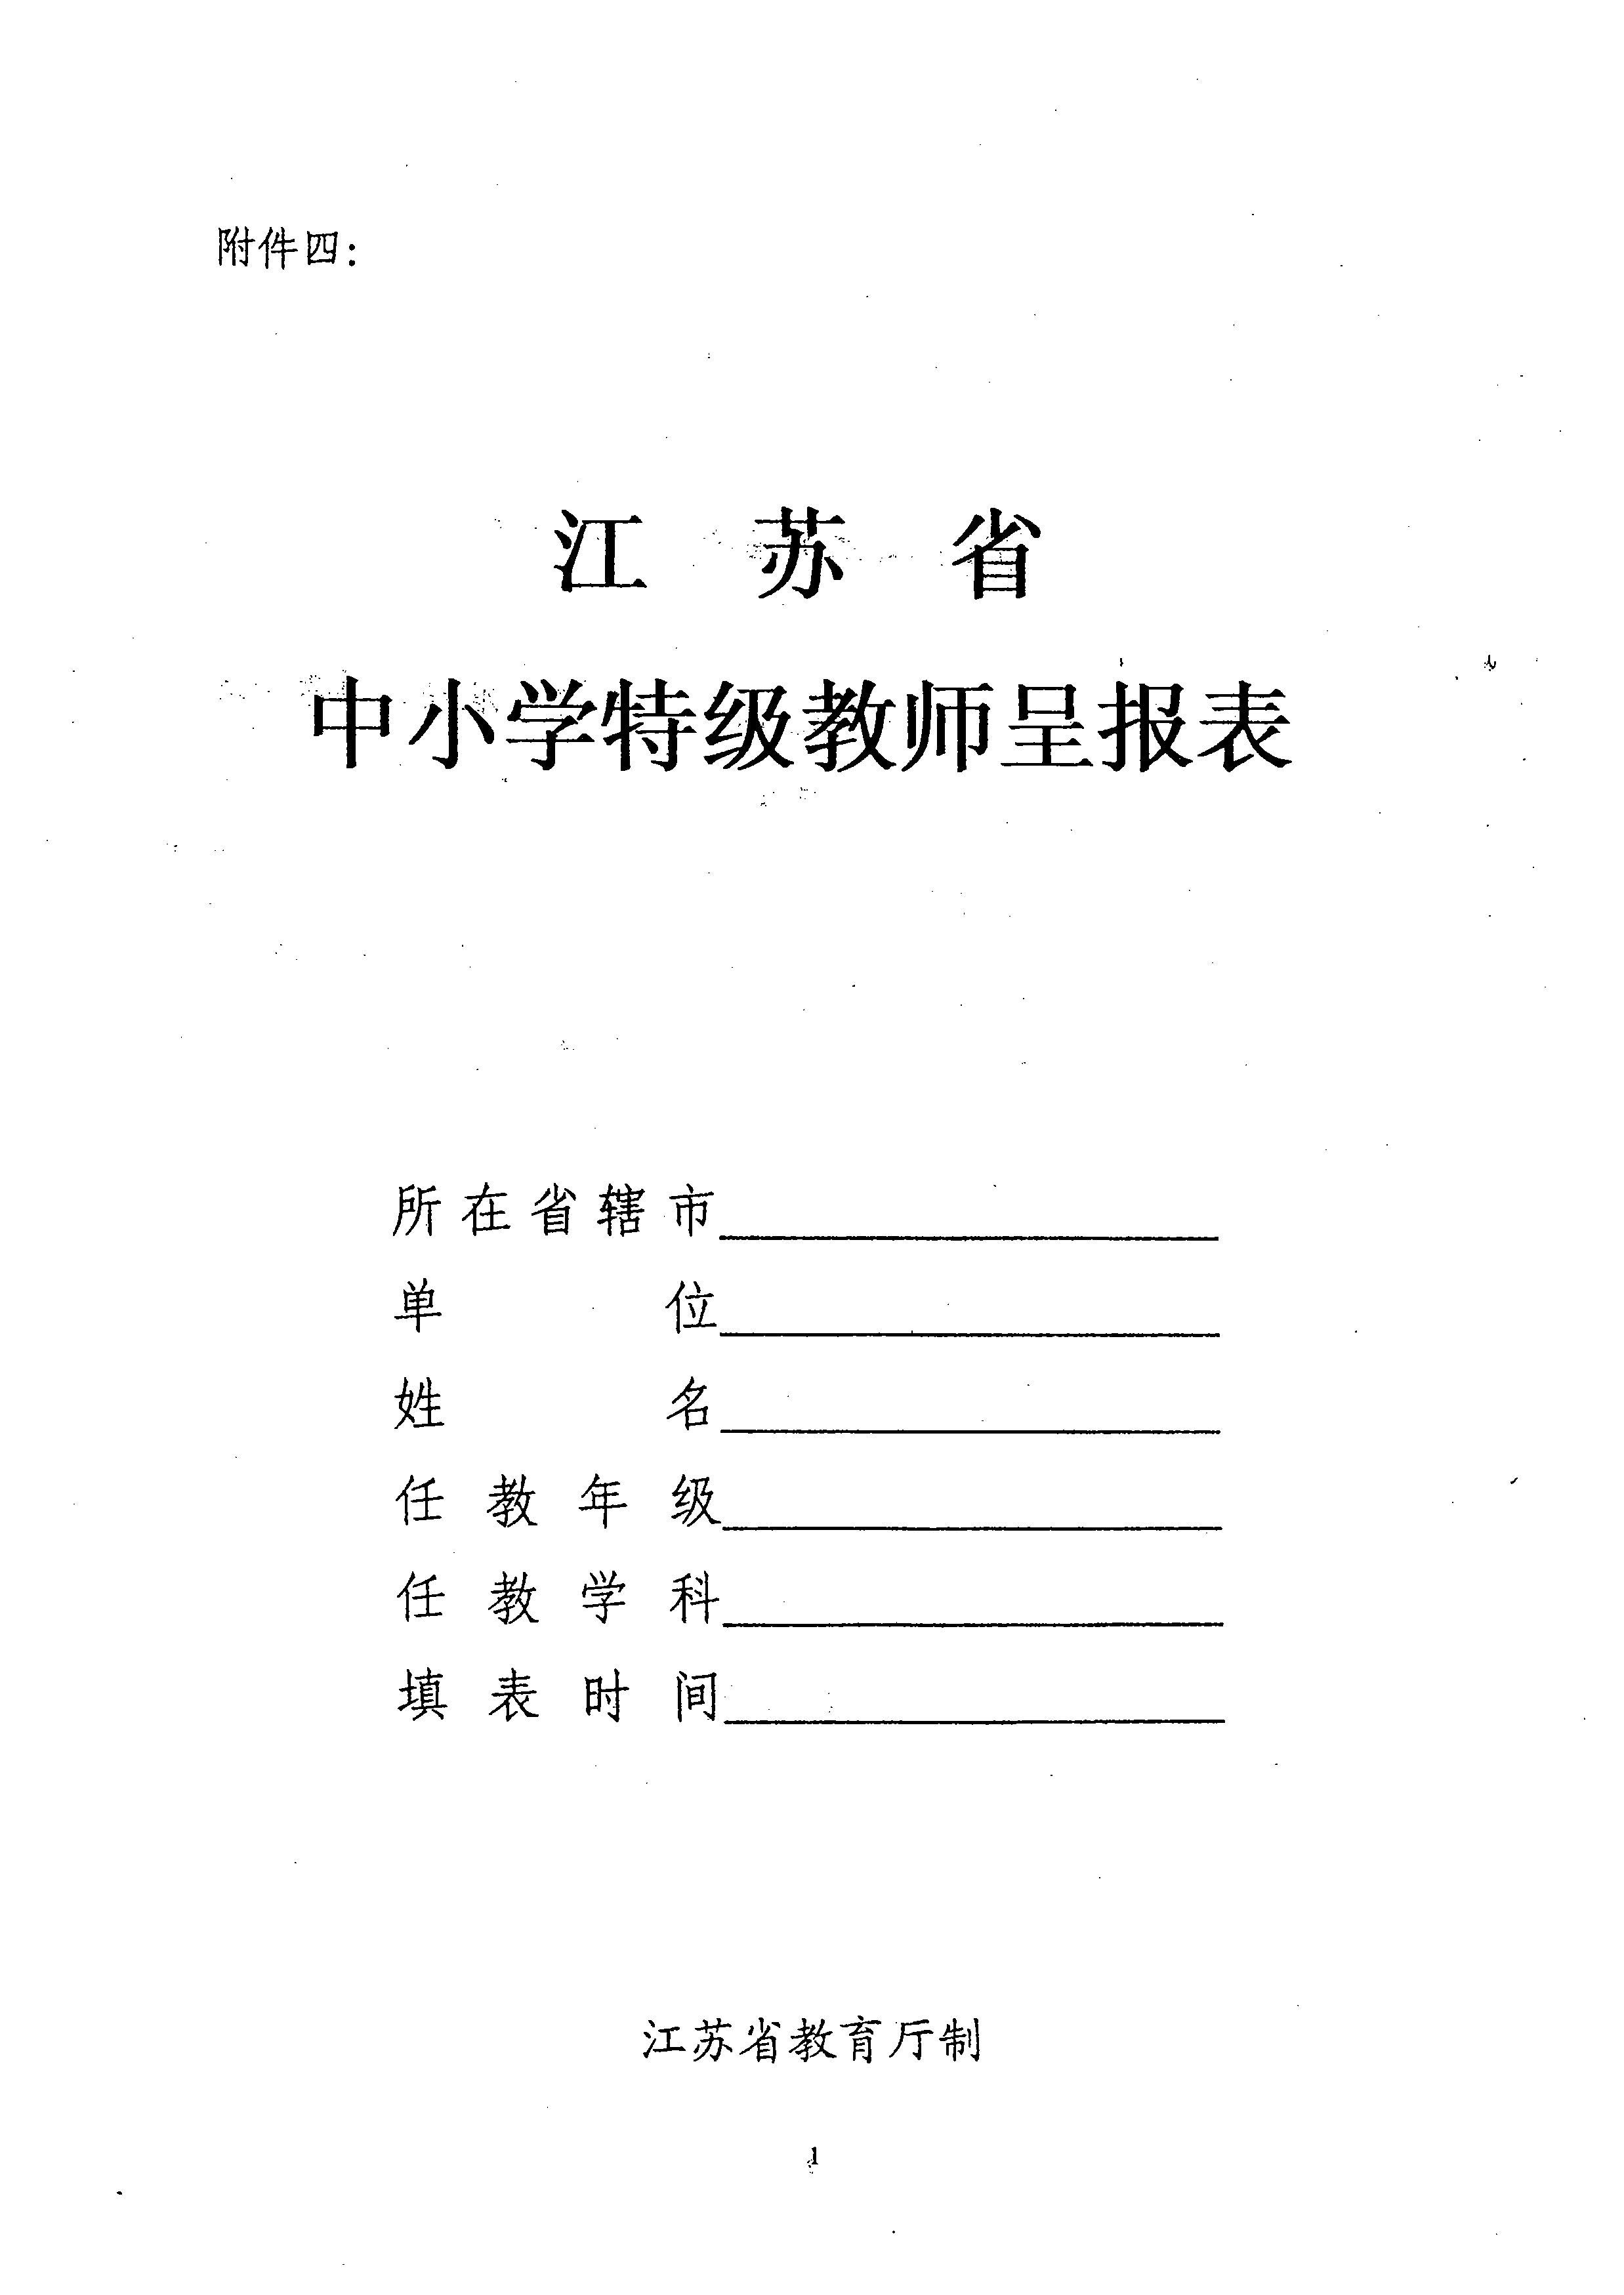 附件四：
江苏省
中小学特级教师呈报表
所在省辖市
单位
姓名
任教年级
任教学科
填表时间
江苏省教育厅制
1